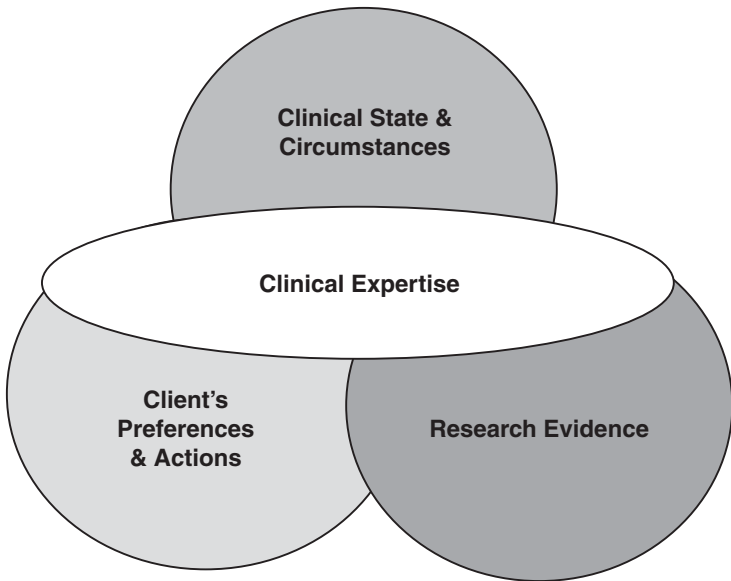 Clinical State &
Circumstances
Clinical Expertise
Client’s
Preferences
& Actions
Research Evidence